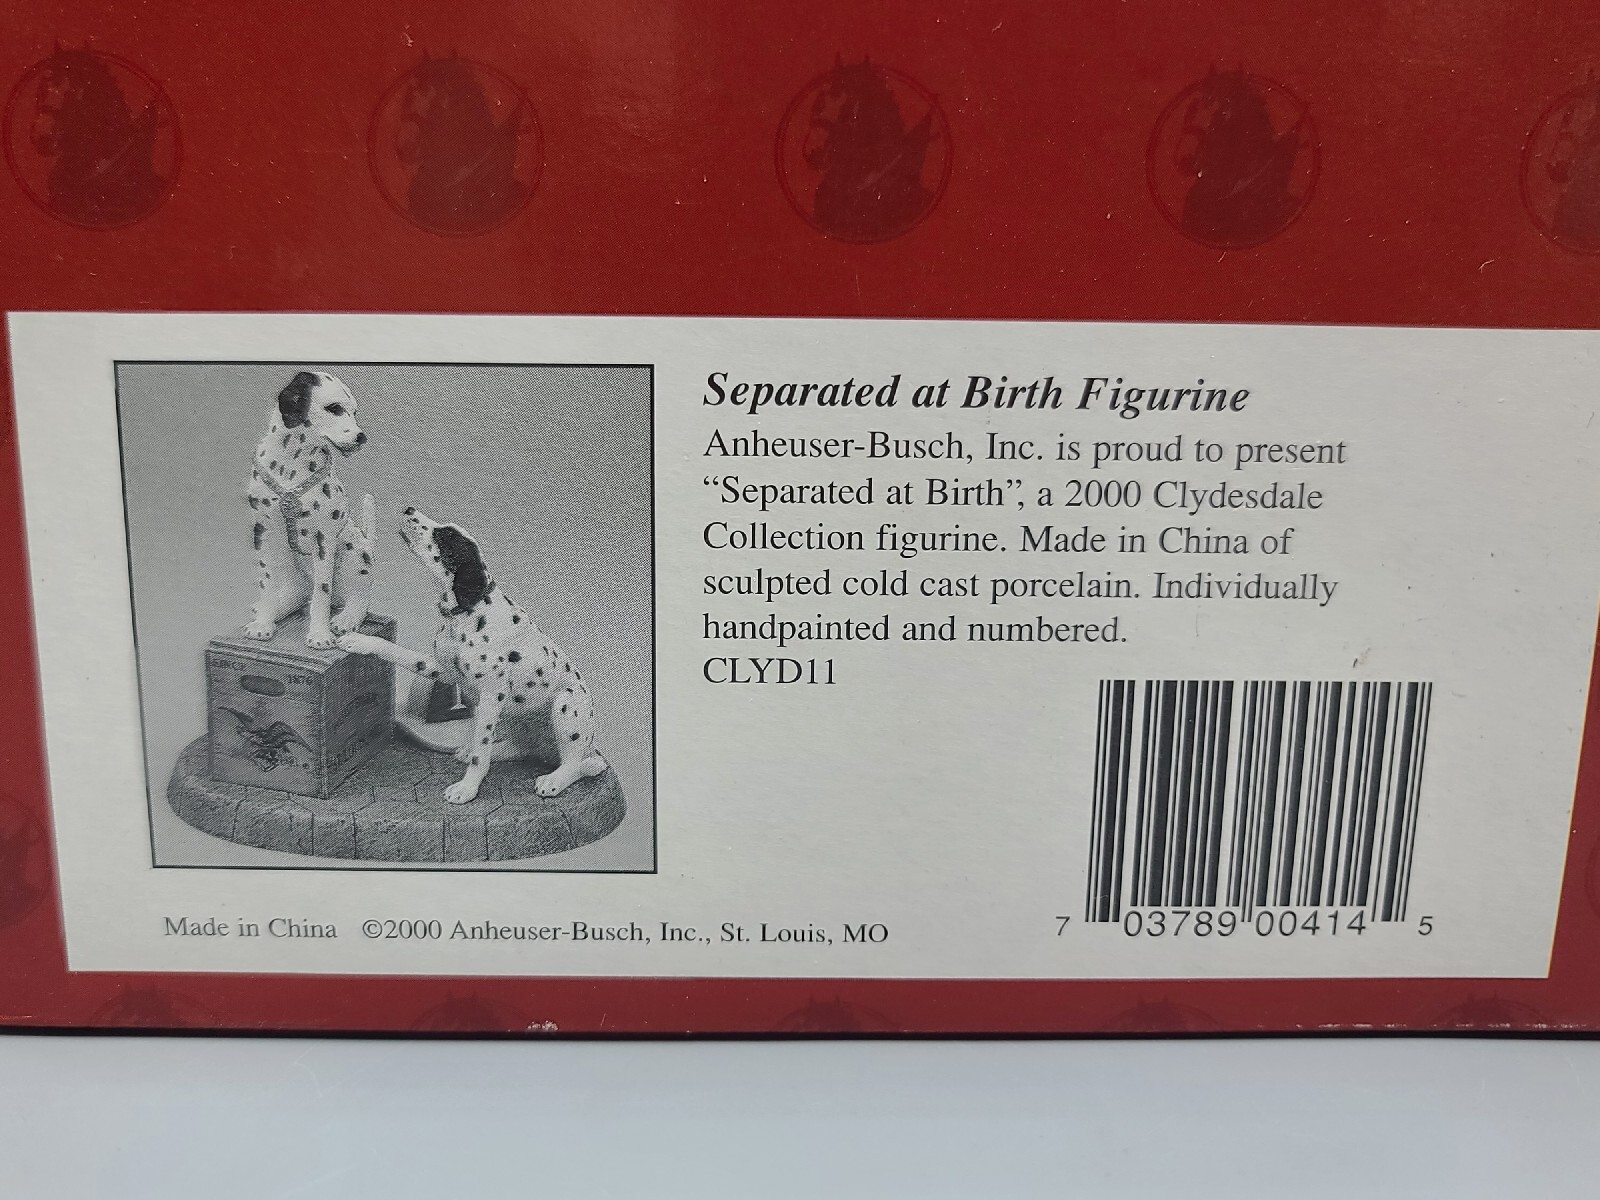 Separated at Birth Figurine
Anheuser-Busch, Inc. is proud to present
“Separated at Birth”, a 2000 Clydesdale
Collection figurine. Made in China of
sculpted cold cast porcelain. Individually
handpainted and numbered.
CLYD11
SINCE 1876
Made in China ©2000 Anheuser-Busch, Inc., St. Louis, MO
7 03789 00414 5